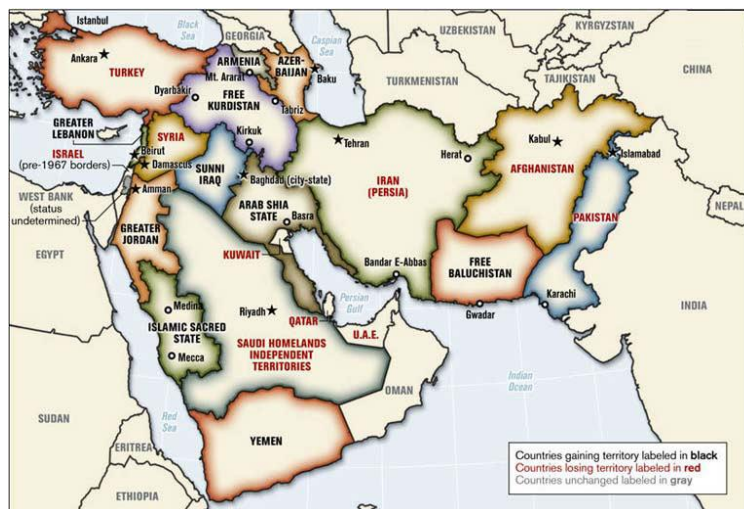 Istanbul
Black
Sea
GEORGIA
Caspian
Sea
UZBEKISTAN
KYRGYZSTAN
Ankara
TURKEY
ARMENIA
Mt. Ararat
AZER-
BAIJAN
Baku
TURKMENISTAN
TAJIKISTAN
CHINA
Dyarbakir
FREE
KURDISTAN
Tabriz
GREATER
LEBANON
SYRIA
Kirkuk
Tehran
Herat
Kabul
Islamabad
ISRAEL
(pre-1967 borders)
Beirut
Damascus
SUNNI
IRAQ
Baghdad (city-state)
IRAN
(PERSIA)
AFGHANISTAN
WEST BANK
(status
undetermined)
Amman
ARAB SHIA
STATE
Basra
PAKISTAN
NEPAL
GREATER
JORDAN
EGYPT
KUWAIT
Bandar E-Abbas
FREE
BALUCHISTAN
Medina
Riyadh
Persian
Gulf
Gwadar
Karachi
INDIA
ISLAMIC SACRED
STATE
Mecca
QATAR
U.A.E.
SAUDI HOMELANDS
INDEPENDENT
TERRITORIES
OMAN
Indian
Ocean
SUDAN
Red
Sea
YEMEN
ERITREA
ETHIOPIA
Countries gaining territory labeled in black
Countries losing territory labeled in red
Countries unchanged labeled in gray